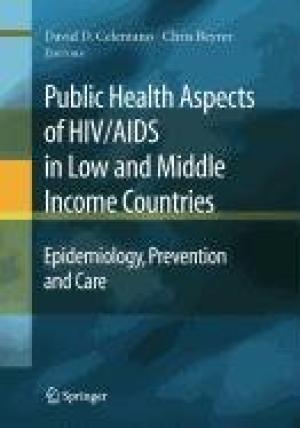 David D. Celentano Chris Beyrer
Editors
Public Health Aspects
of HIV/AIDS
in Low and Middle
Income Countries
Epidemiology, Prevention
and Care
Springer